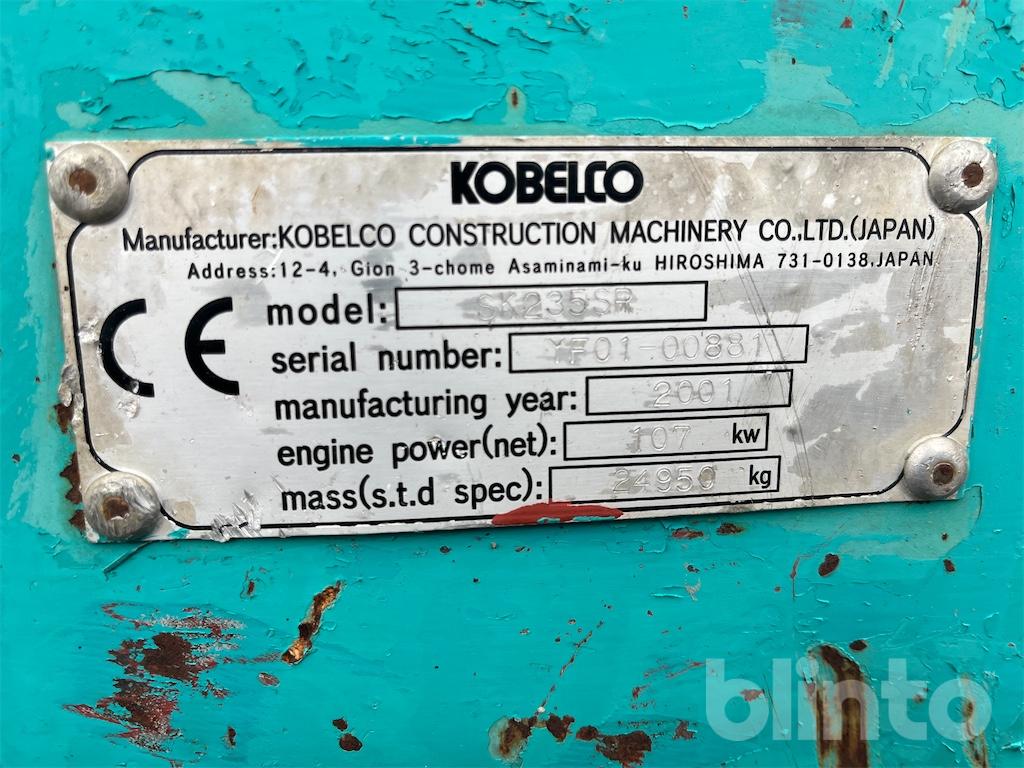 KOBELCO
Manufacturer:KOBELCO CONSTRUCTION MACHINERY CO.,LTD.(JAPAN)
Address:12-4, Gion 3-chome Asaminami-ku HIROSHIMA 731-0138,JAPAN
CE
model: SK235SR
serial number: YF01-00881
manufacturing year: 2001
engine power(net): 107 kw
mass(s.t.d spec): 24950 kg
blinto